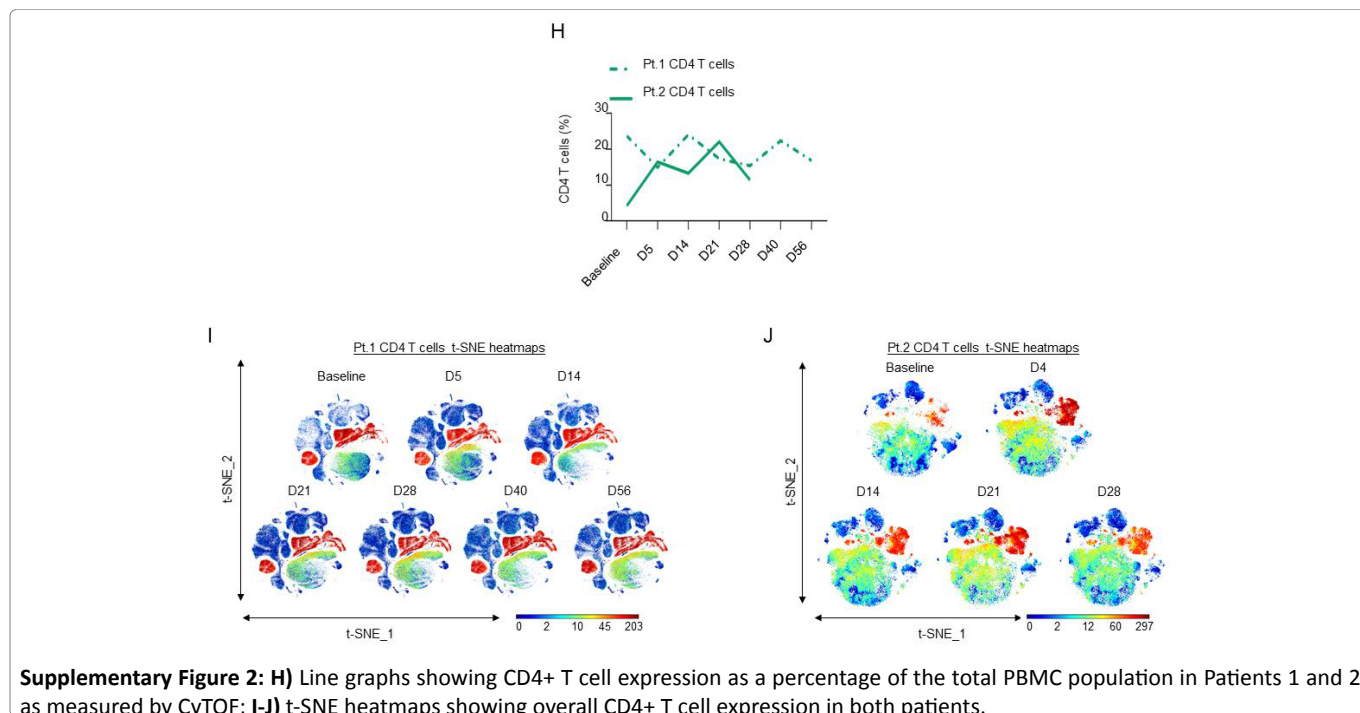 H
Pt.1 CD4 T cells
Pt.2 CD4 T cells
CD4 T cells (%)
30
20
10
0
Baseline
D5
D14
D21
D28
D40
D56
I
Pt.1 CD4 T cells t-SNE heatmaps
Baseline D5 D14
D21 D28 D40 D56
t-SNE_2
t-SNE_1
0 2 10 45 203
J
Pt.2 CD4 T cells t-SNE heatmaps
Baseline D4
D14 D21 D28
t-SNE_2
t-SNE_1
0 2 12 60 297
Supplementary Figure 2: H) Line graphs showing CD4+ T cell expression as a percentage of the total PBMC population in Patients 1 and 2
as measured by CyTOF; I-J) t-SNE heatmaps showing overall CD4+ T cell expression in both patients.